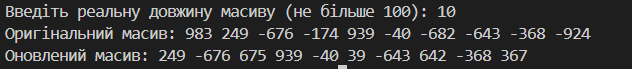 Введіть реальну довжину масиву (не більше 100): 10
Оригінальний масив: 983 249 -676 -174 939 -40 -682 -643 -368 -924
Оновлений масив: 249 -676 675 939 -40 39 -643 642 -368 367